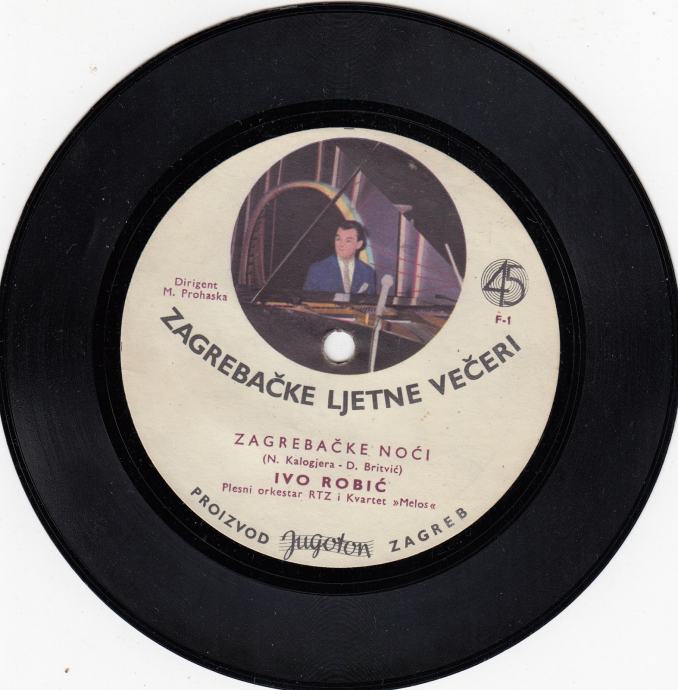 Dirigent
M. Prohaska
45
F-1
ZAGREBAČKE LJETNE VEČERI
ZAGREBAČKE NOĆI
(N. Kalogjera - D. Britvić)
IVO ROBIĆ
Plesni orkestar RTZ i Kvartet »Melos«
PROIZVOD Jugoton ZAGREB